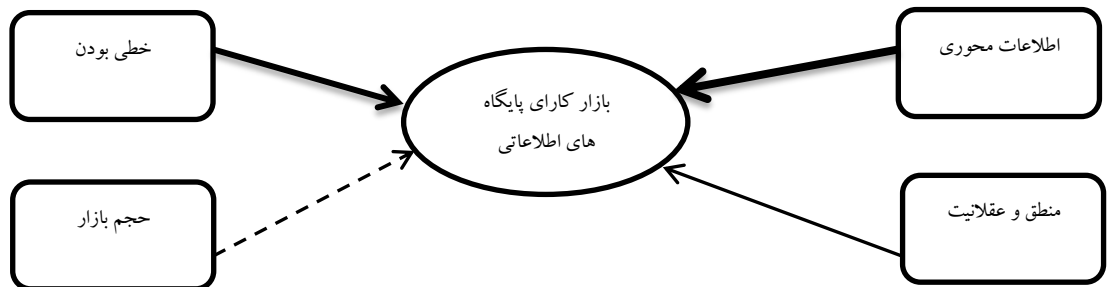 اطلاعات محوری
خطی بودن
بازار کارای پایگاه
های اطلاعاتی
منطق و عقلانیت
حجم بازار